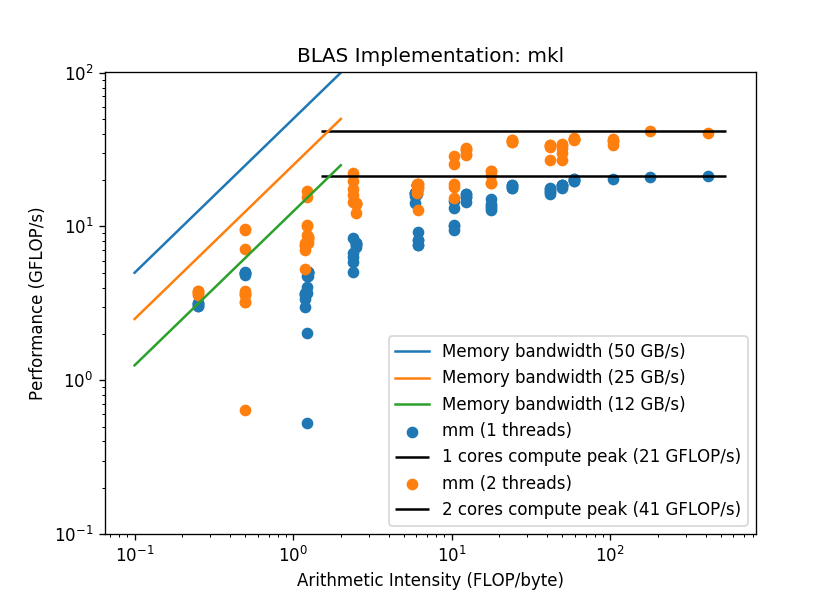 BLAS Implementation: mkl
Performance (GFLOP/s)
10²
10¹
10⁰
10⁻¹
Memory bandwidth (50 GB/s)
Memory bandwidth (25 GB/s)
Memory bandwidth (12 GB/s)
mm (1 threads)
1 cores compute peak (21 GFLOP/s)
mm (2 threads)
2 cores compute peak (41 GFLOP/s)
10⁻¹ 10⁰ 10¹ 10²
Arithmetic Intensity (FLOP/byte)